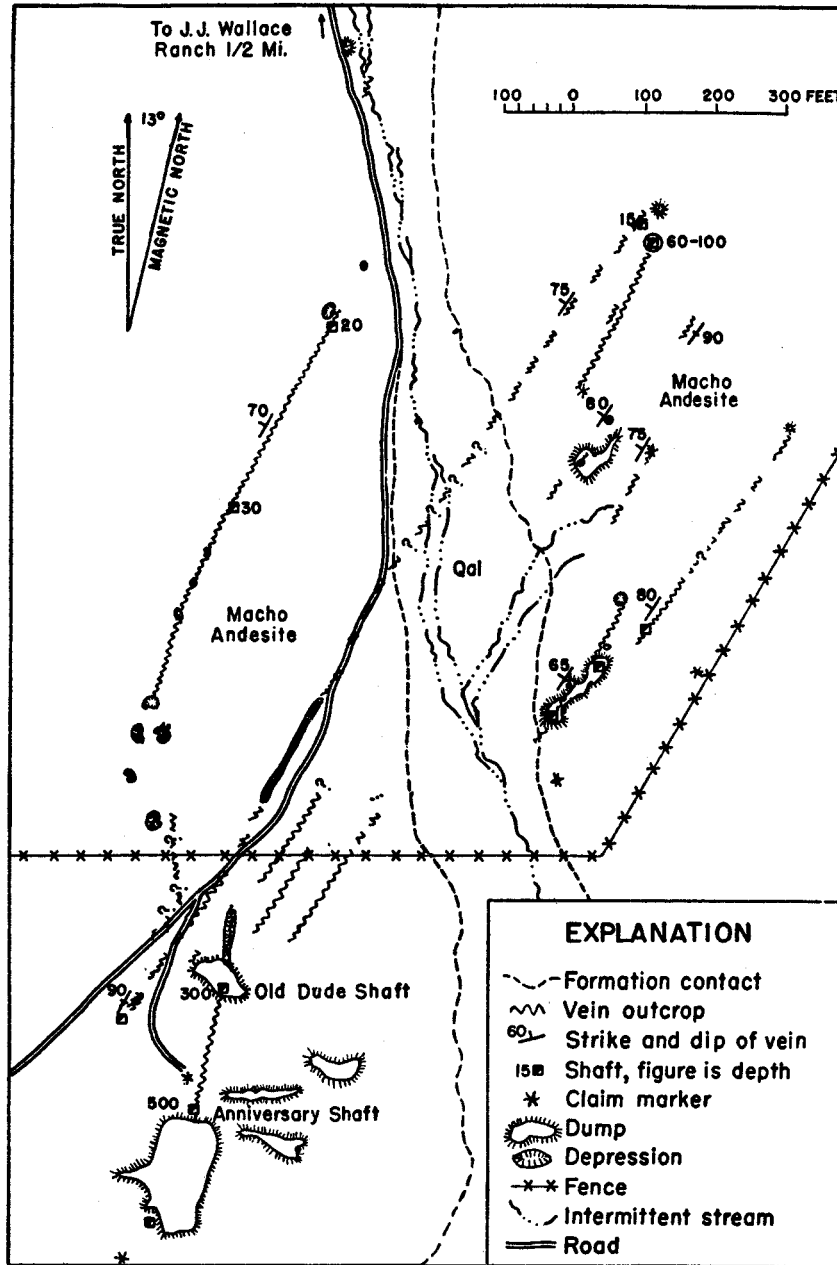 To J.J. Wallace
Ranch 1/2 Mi.
100 0 100 200 300 FEET
13°
TRUE NORTH
MAGNETIC NORTH
15
60-100
75
20
90
Macho
Andesite
70
60
75
30
?
?
?
Qal
?
Macho
Andesite
80
65
?
?
?
?
?
90
300
Old Dude Shaft
500
Anniversary Shaft
EXPLANATION
Formation contact
Vein outcrop
60 Strike and dip of vein
15 Shaft, figure is depth
Claim marker
Dump
Depression
Fence
Intermittent stream
Road